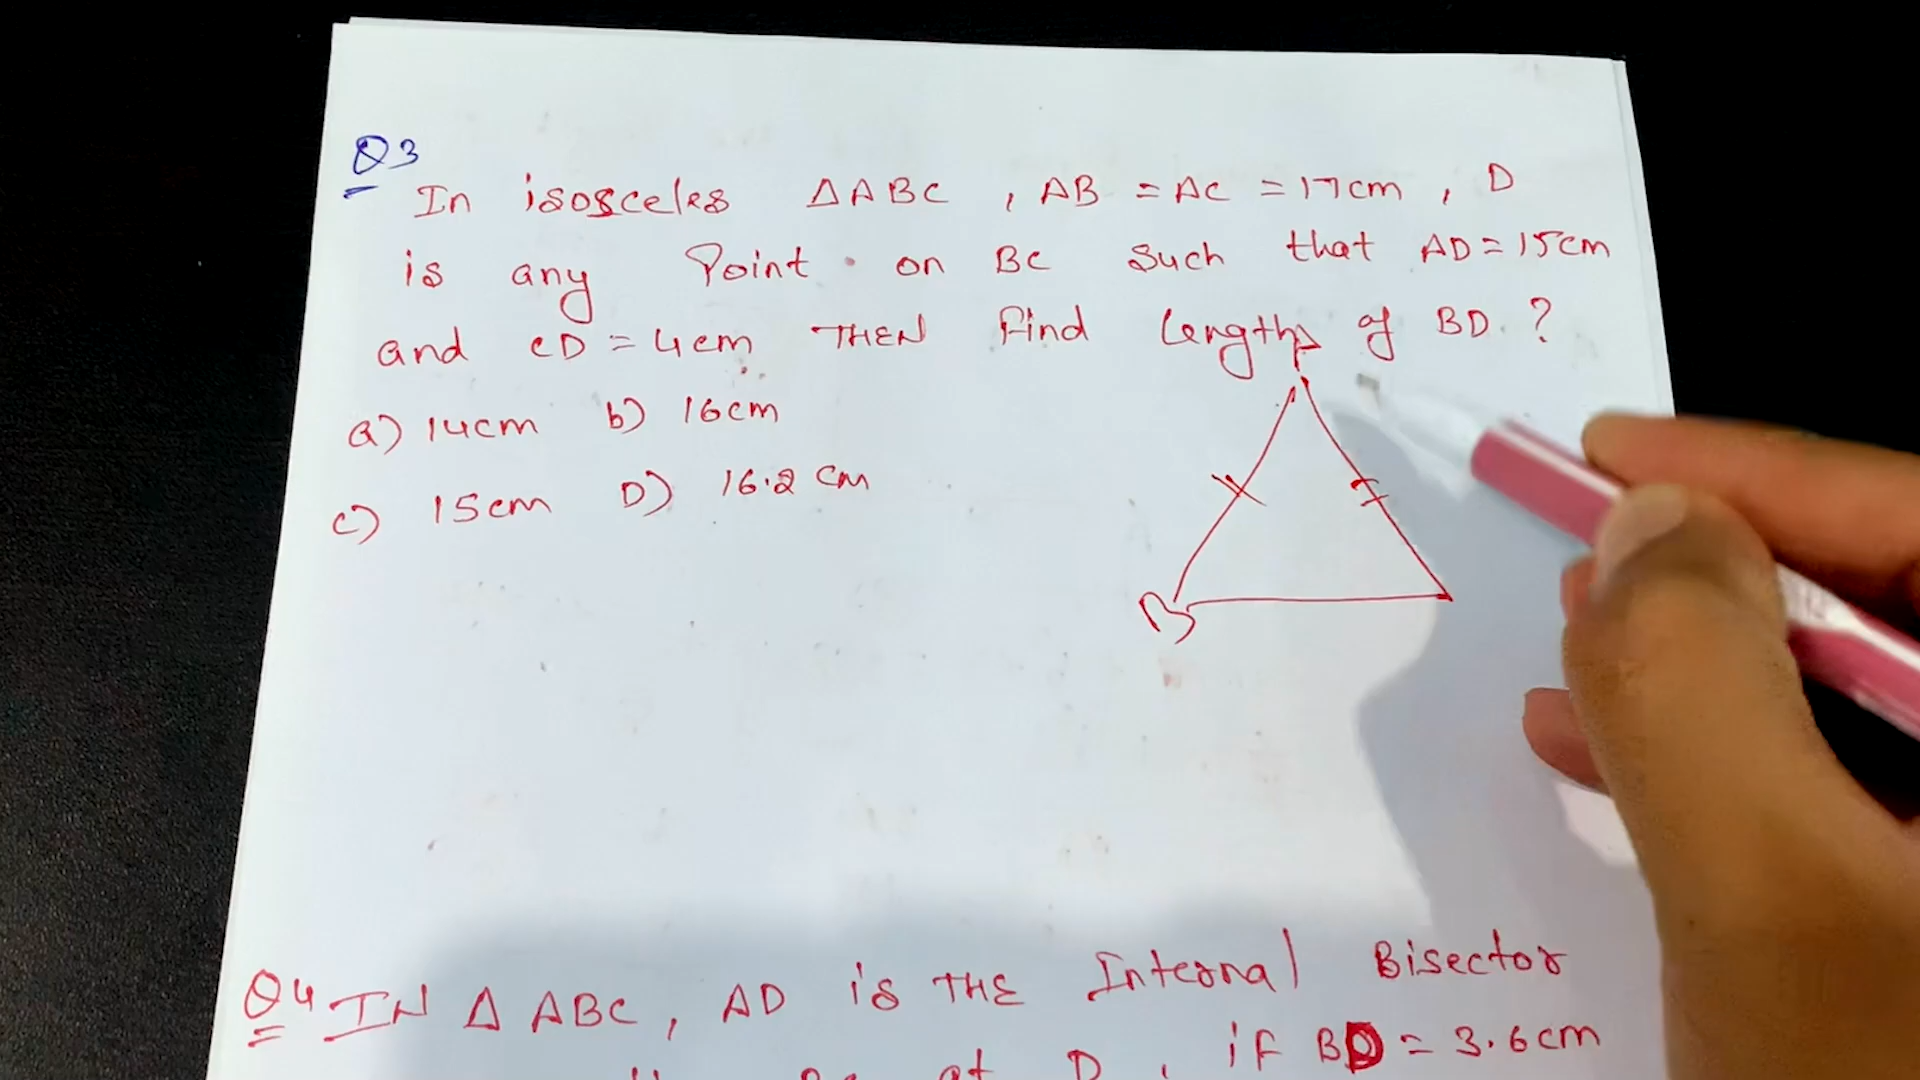 Q3
In isosceles ΔABC, AB = AC = 17cm, D
is any Point on BC such that AD = 15cm
and CD = 4cm THEN Find Length of BD.?
a) 14cm b) 16cm
c) 15cm D) 16.2 cm
B
Q4 IN Δ ABC, AD is THE Internal Bisector
at D, iF BD = 3.6cm